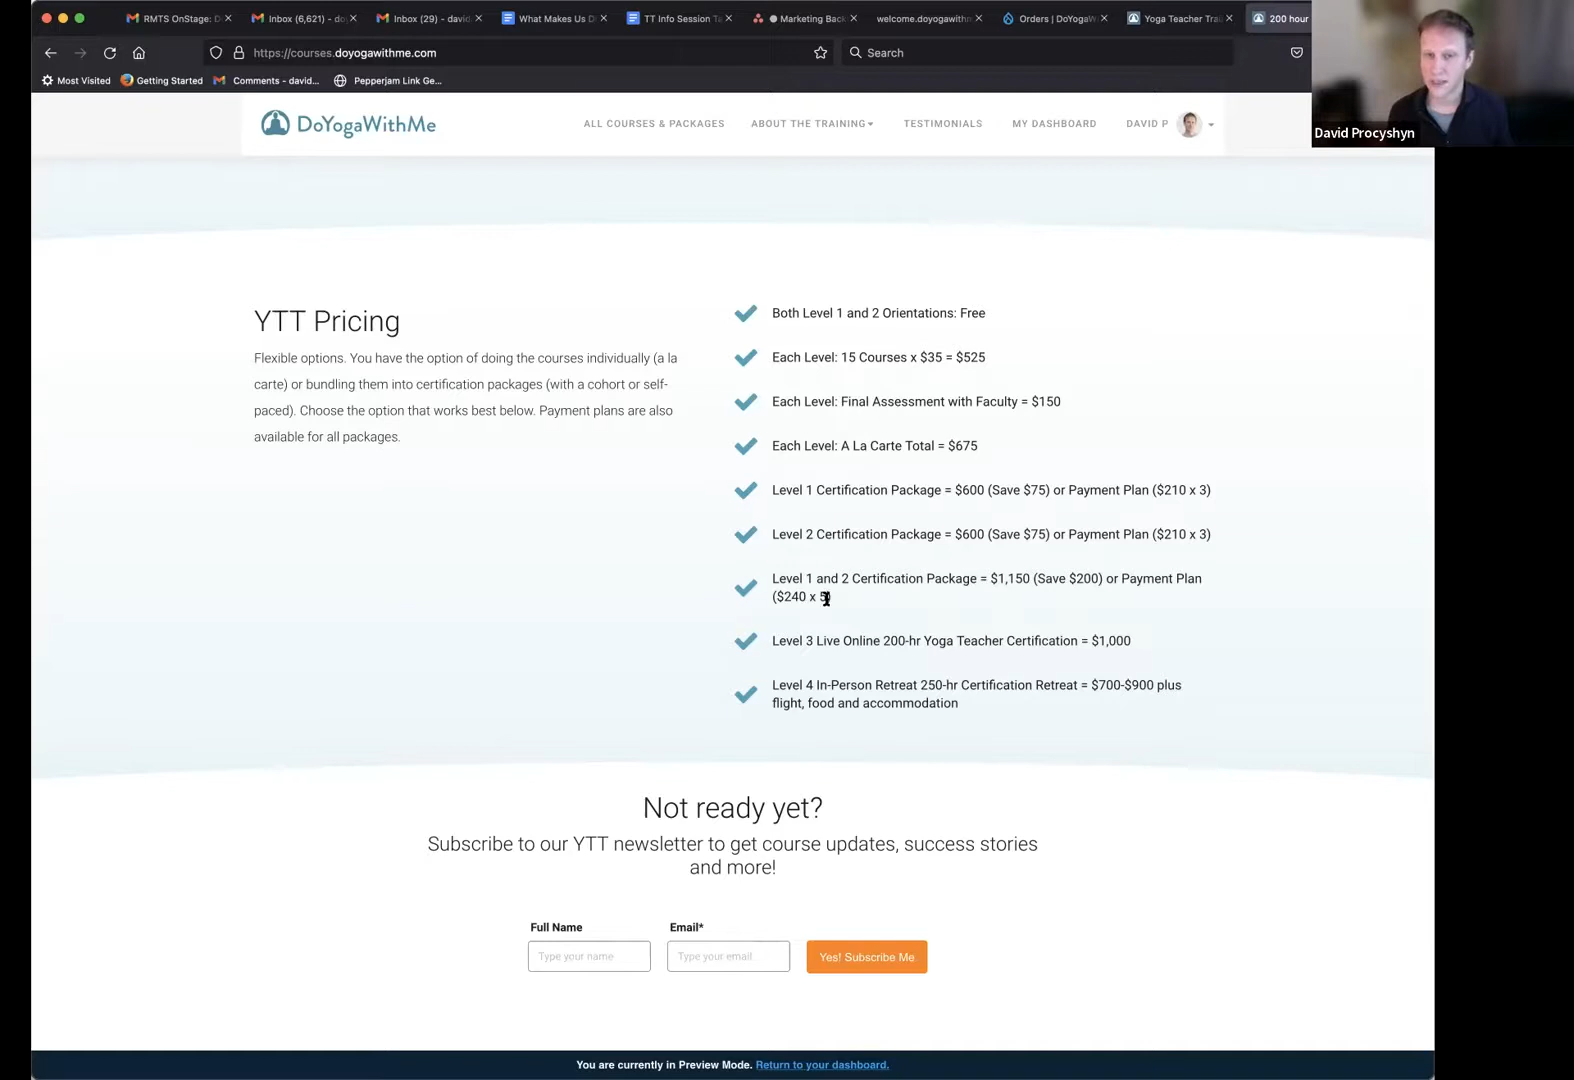 RMTS OnStage: D
Inbox (6,621) - do
Inbox (29) - david
What Makes Us D
TT Info Session Te
Marketing Back
welcome.doyogawithm
Orders | DoYogaW
Yoga Teacher Trai
200 hour
https://courses.doyogawithme.com
Search
Most Visited
Getting Started
Comments - david...
Pepperjam Link Ge...
David Procyshyn
DoYogaWithMe
ALL COURSES & PACKAGES
ABOUT THE TRAINING
TESTIMONIALS
MY DASHBOARD
DAVID P
YTT Pricing
Flexible options. You have the option of doing the courses individually (a la
carte) or bundling them into certification packages (with a cohort or self-
paced). Choose the option that works best below. Payment plans are also
available for all packages.
Both Level 1 and 2 Orientations: Free
Each Level: 15 Courses x $35 = $525
Each Level: Final Assessment with Faculty = $150
Each Level: A La Carte Total = $675
Level 1 Certification Package = $600 (Save $75) or Payment Plan ($210 x 3)
Level 2 Certification Package = $600 (Save $75) or Payment Plan ($210 x 3)
Level 1 and 2 Certification Package = $1,150 (Save $200) or Payment Plan
($240 x 5)
Level 3 Live Online 200-hr Yoga Teacher Certification = $1,000
Level 4 In-Person Retreat 250-hr Certification Retreat = $700-$900 plus
flight, food and accommodation
Not ready yet?
Subscribe to our YTT newsletter to get course updates, success stories
and more!
Full Name
Email*
Type your name
Type your email
Yes! Subscribe Me
You are currently in Preview Mode. Return to your dashboard.